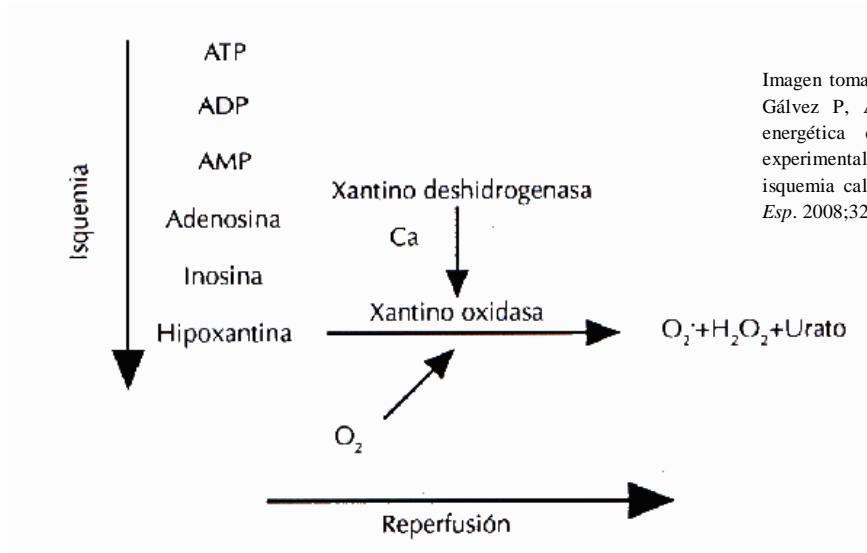 ATP
ADP
AMP
Adenosina
Inosina
Hipoxantina
Isquemia
Xantino deshidrogenasa
Ca
Xantino oxidasa
O₂
O₂·+H₂O₂+Urato
Reperfusión
Imagen toma
Gálvez P, A
energética
experimental
isquemia cal
Esp. 2008;32